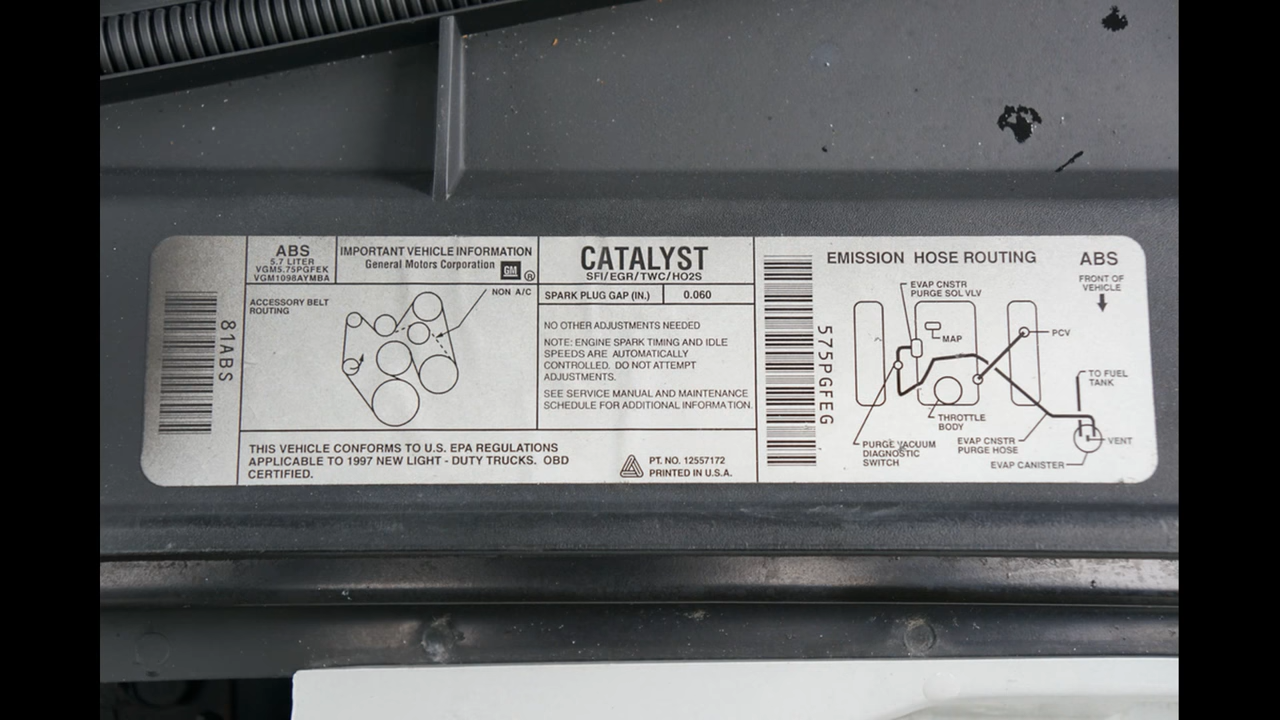 81ABS
ABS
5.7 LITER
VGM5.75PGFEK
VGM1098AYMBA
IMPORTANT VEHICLE INFORMATION
General Motors Corporation GM ®
ACCESSORY BELT
ROUTING
NON A/C
CATALYST
SFI/EGR/TWC/HO2S
SPARK PLUG GAP (IN.) 0.060
NO OTHER ADJUSTMENTS NEEDED
NOTE: ENGINE SPARK TIMING AND IDLE
SPEEDS ARE AUTOMATICALLY
CONTROLLED. DO NOT ATTEMPT
ADJUSTMENTS.
SEE SERVICE MANUAL AND MAINTENANCE
SCHEDULE FOR ADDITIONAL INFORMATION.
THIS VEHICLE CONFORMS TO U.S. EPA REGULATIONS
APPLICABLE TO 1997 NEW LIGHT - DUTY TRUCKS. OBD
CERTIFIED.
PT. NO. 12557172
PRINTED IN U.S.A.
575PGFEG
EMISSION HOSE ROUTING
ABS
FRONT OF
VEHICLE
EVAP CNSTR
PURGE SOL VLV
MAP
PCV
TO FUEL
TANK
THROTTLE
BODY
PURGE VACUUM
DIAGNOSTIC
SWITCH
EVAP CNSTR
PURGE HOSE
VENT
EVAP CANISTER